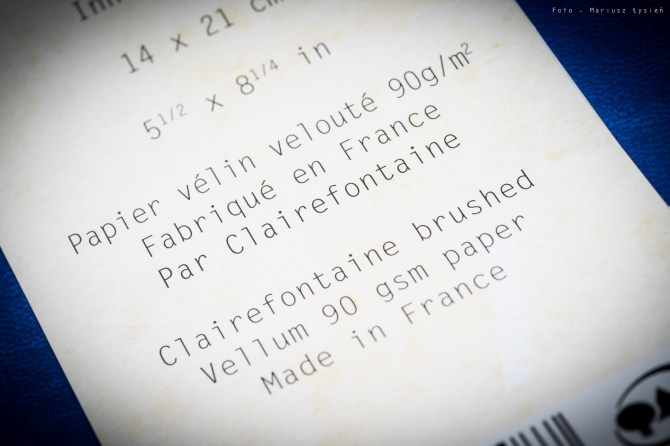 Foto - Mariusz Łysień
14 x 21 cm
5 1/2 x 8 1/4 in
Papier vélin velouté 90g/m²
Fabriqué en France
Par Clairefontaine
Clairefontaine brushed
Vellum 90 gsm paper
Made in France